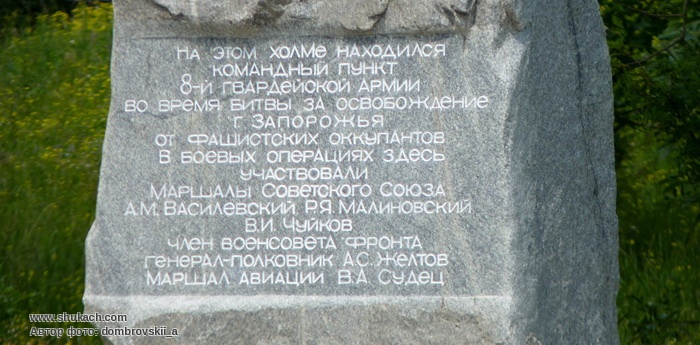 на этом холме находился
командный пункт
8-й гвардейской армии
во время битвы за освобождение
г. Запорожья
от фашистских оккупантов
В боевых операциях здесь
участвовали
Маршалы Советского Союза
А.М. Василевский, Р.Я. Малиновский
В.И. Чуйков
член военсовета фронта
генерал-полковник А.С. Желтов
маршал авиации В.А. Судец
www.shukach.com
Автор фото: dombrovskii_a